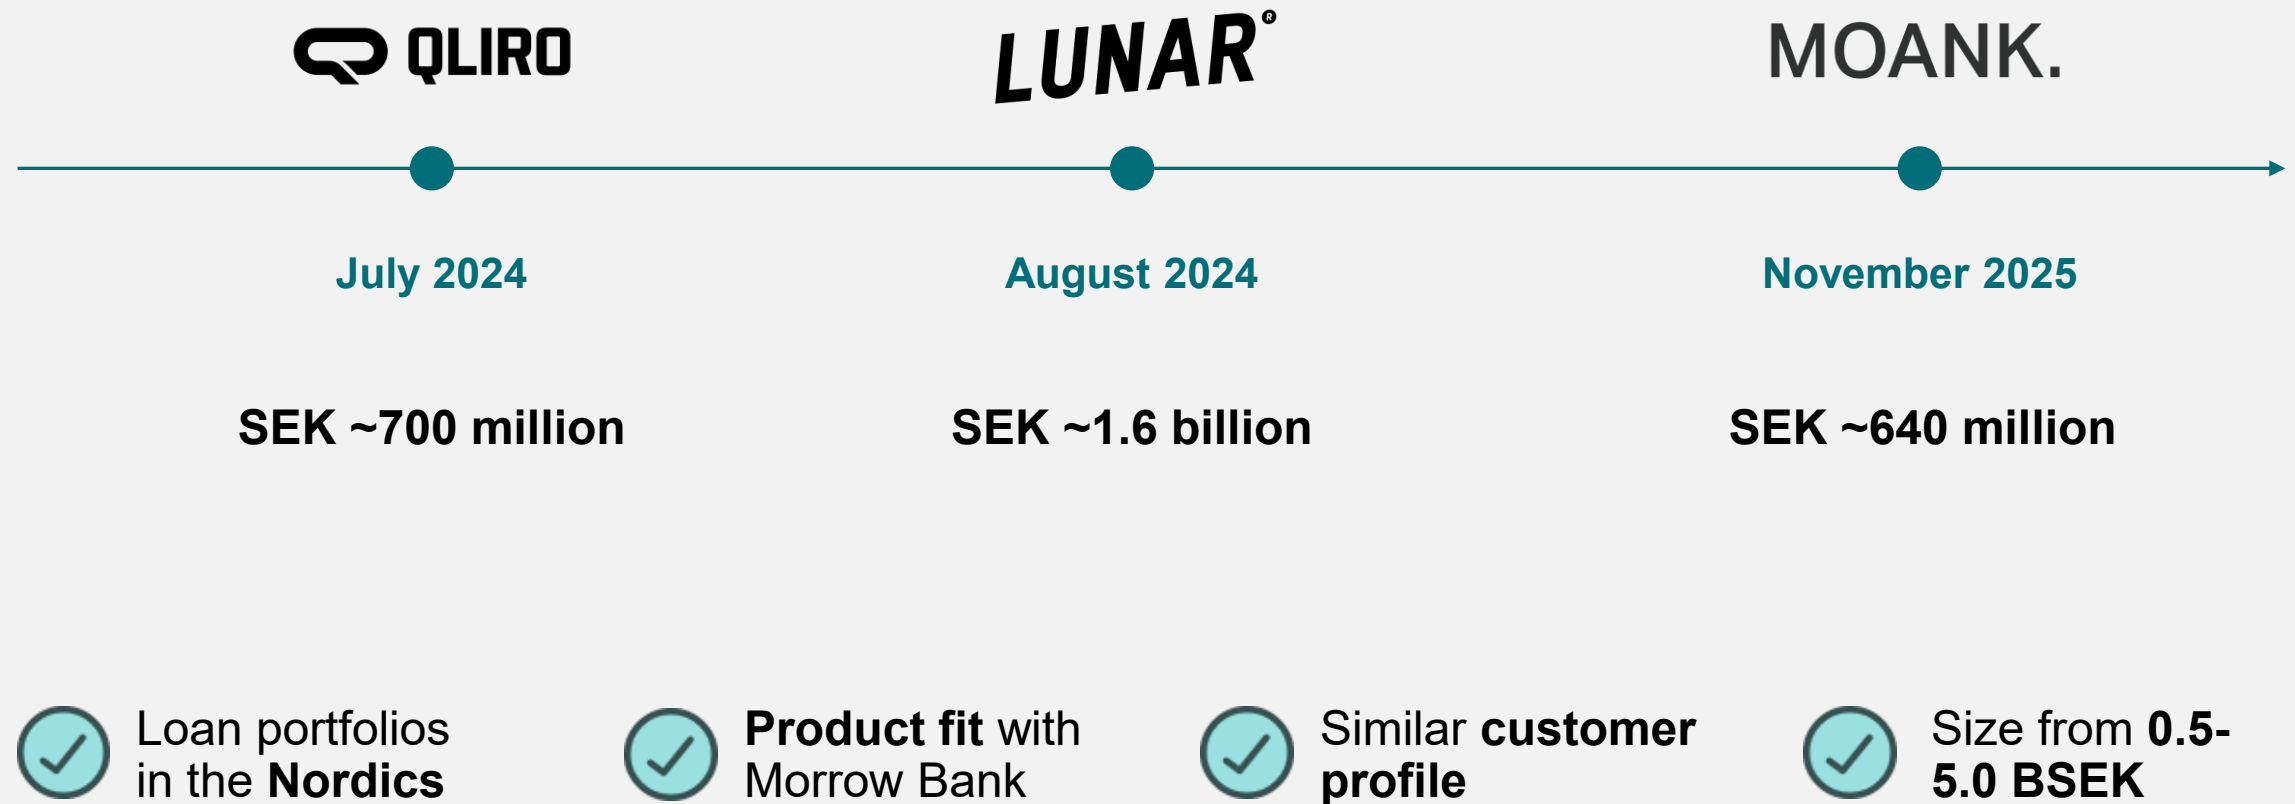 QLIRO
LUNAR®
MOANK.
July 2024
August 2024
November 2025
SEK ~700 million
SEK ~1.6 billion
SEK ~640 million
Loan portfolios
in the Nordics
Product fit with
Morrow Bank
Similar customer
profile
Size from 0.5-
5.0 BSEK